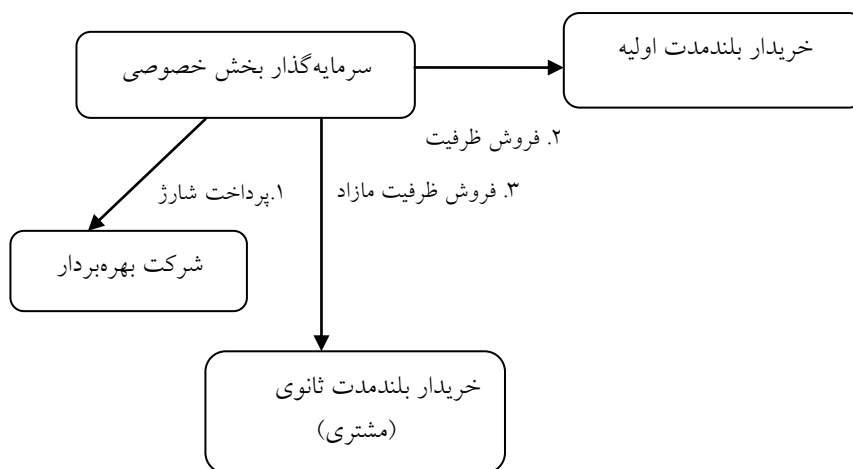 خریدار بلندمدت اولیه
سرمایه‌گذار بخش خصوصی
۲. فروش ظرفیت
۳. فروش ظرفیت مازاد
۱.پرداخت شارژ
شرکت بهره‌بردار
خریدار بلندمدت ثانوی
(مشتری)